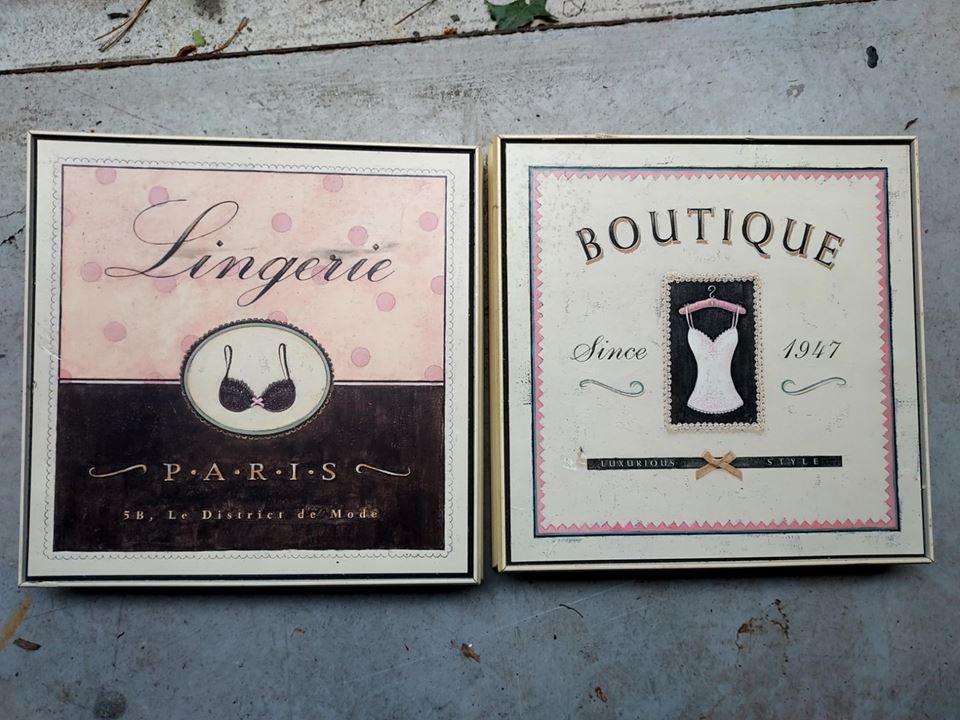 Lingerie
P·A·R·I·S
5B, Le District de Mode
BOUTIQUE
Since 1947
LUXURIOUS STYLE